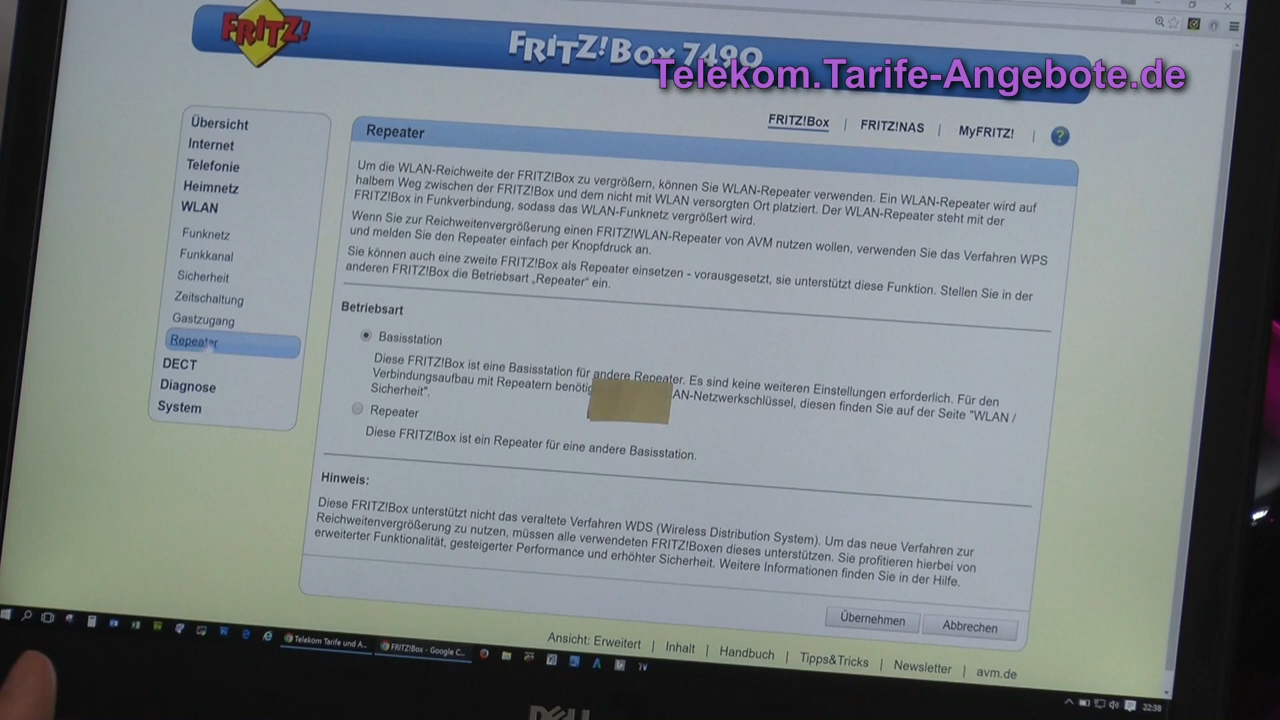 FRITZ!
FRITZ!Box 7490
Telekom.Tarife-Angebote.de
FRITZ!Box | FRITZ!NAS | MyFRITZ! | ?
Übersicht
Internet
Telefonie
Heimnetz
WLAN
Funknetz
Funkkanal
Sicherheit
Zeitschaltung
Gastzugang
Repeater
DECT
Diagnose
System
Repeater
Um die WLAN-Reichweite der FRITZ!Box zu vergrößern, können Sie WLAN-Repeater verwenden. Ein WLAN-Repeater wird auf
halbem Weg zwischen der FRITZ!Box und dem nicht mit WLAN versorgten Ort platziert. Der WLAN-Repeater steht mit der
FRITZ!Box in Funkverbindung, sodass das WLAN-Funknetz vergrößert wird.
Wenn Sie zur Reichweitenvergrößerung einen FRITZ!WLAN-Repeater von AVM nutzen wollen, verwenden Sie das Verfahren WPS
und melden Sie den Repeater einfach per Knopfdruck an.
Sie können auch eine zweite FRITZ!Box als Repeater einsetzen - vorausgesetzt, sie unterstützt diese Funktion. Stellen Sie in der
anderen FRITZ!Box die Betriebsart „Repeater" ein.
Betriebsart
Basisstation
Diese FRITZ!Box ist eine Basisstation für andere Repeater. Es sind keine weiteren Einstellungen erforderlich. Für den
Verbindungsaufbau mit Repeatern benötig AN-Netzwerkschlüssel, diesen finden Sie auf der Seite "WLAN /
Sicherheit".
Repeater
Diese FRITZ!Box ist ein Repeater für eine andere Basisstation.
Hinweis:
Diese FRITZ!Box unterstützt nicht das veraltete Verfahren WDS (Wireless Distribution System). Um das neue Verfahren zur
Reichweitenvergrößerung zu nutzen, müssen alle verwendeten FRITZ!Boxen dieses unterstützen. Sie profitieren hierbei von
erweiterter Funktionalität, gesteigerter Performance und erhöhter Sicherheit. Weitere Informationen finden Sie in der Hilfe.
Übernehmen Abbrechen
Ansicht: Erweitert | Inhalt | Handbuch | Tipps&Tricks | Newsletter | avm.de
Telekom Tarife und A... FRITZ!Box - Google C...
22:38
DELL